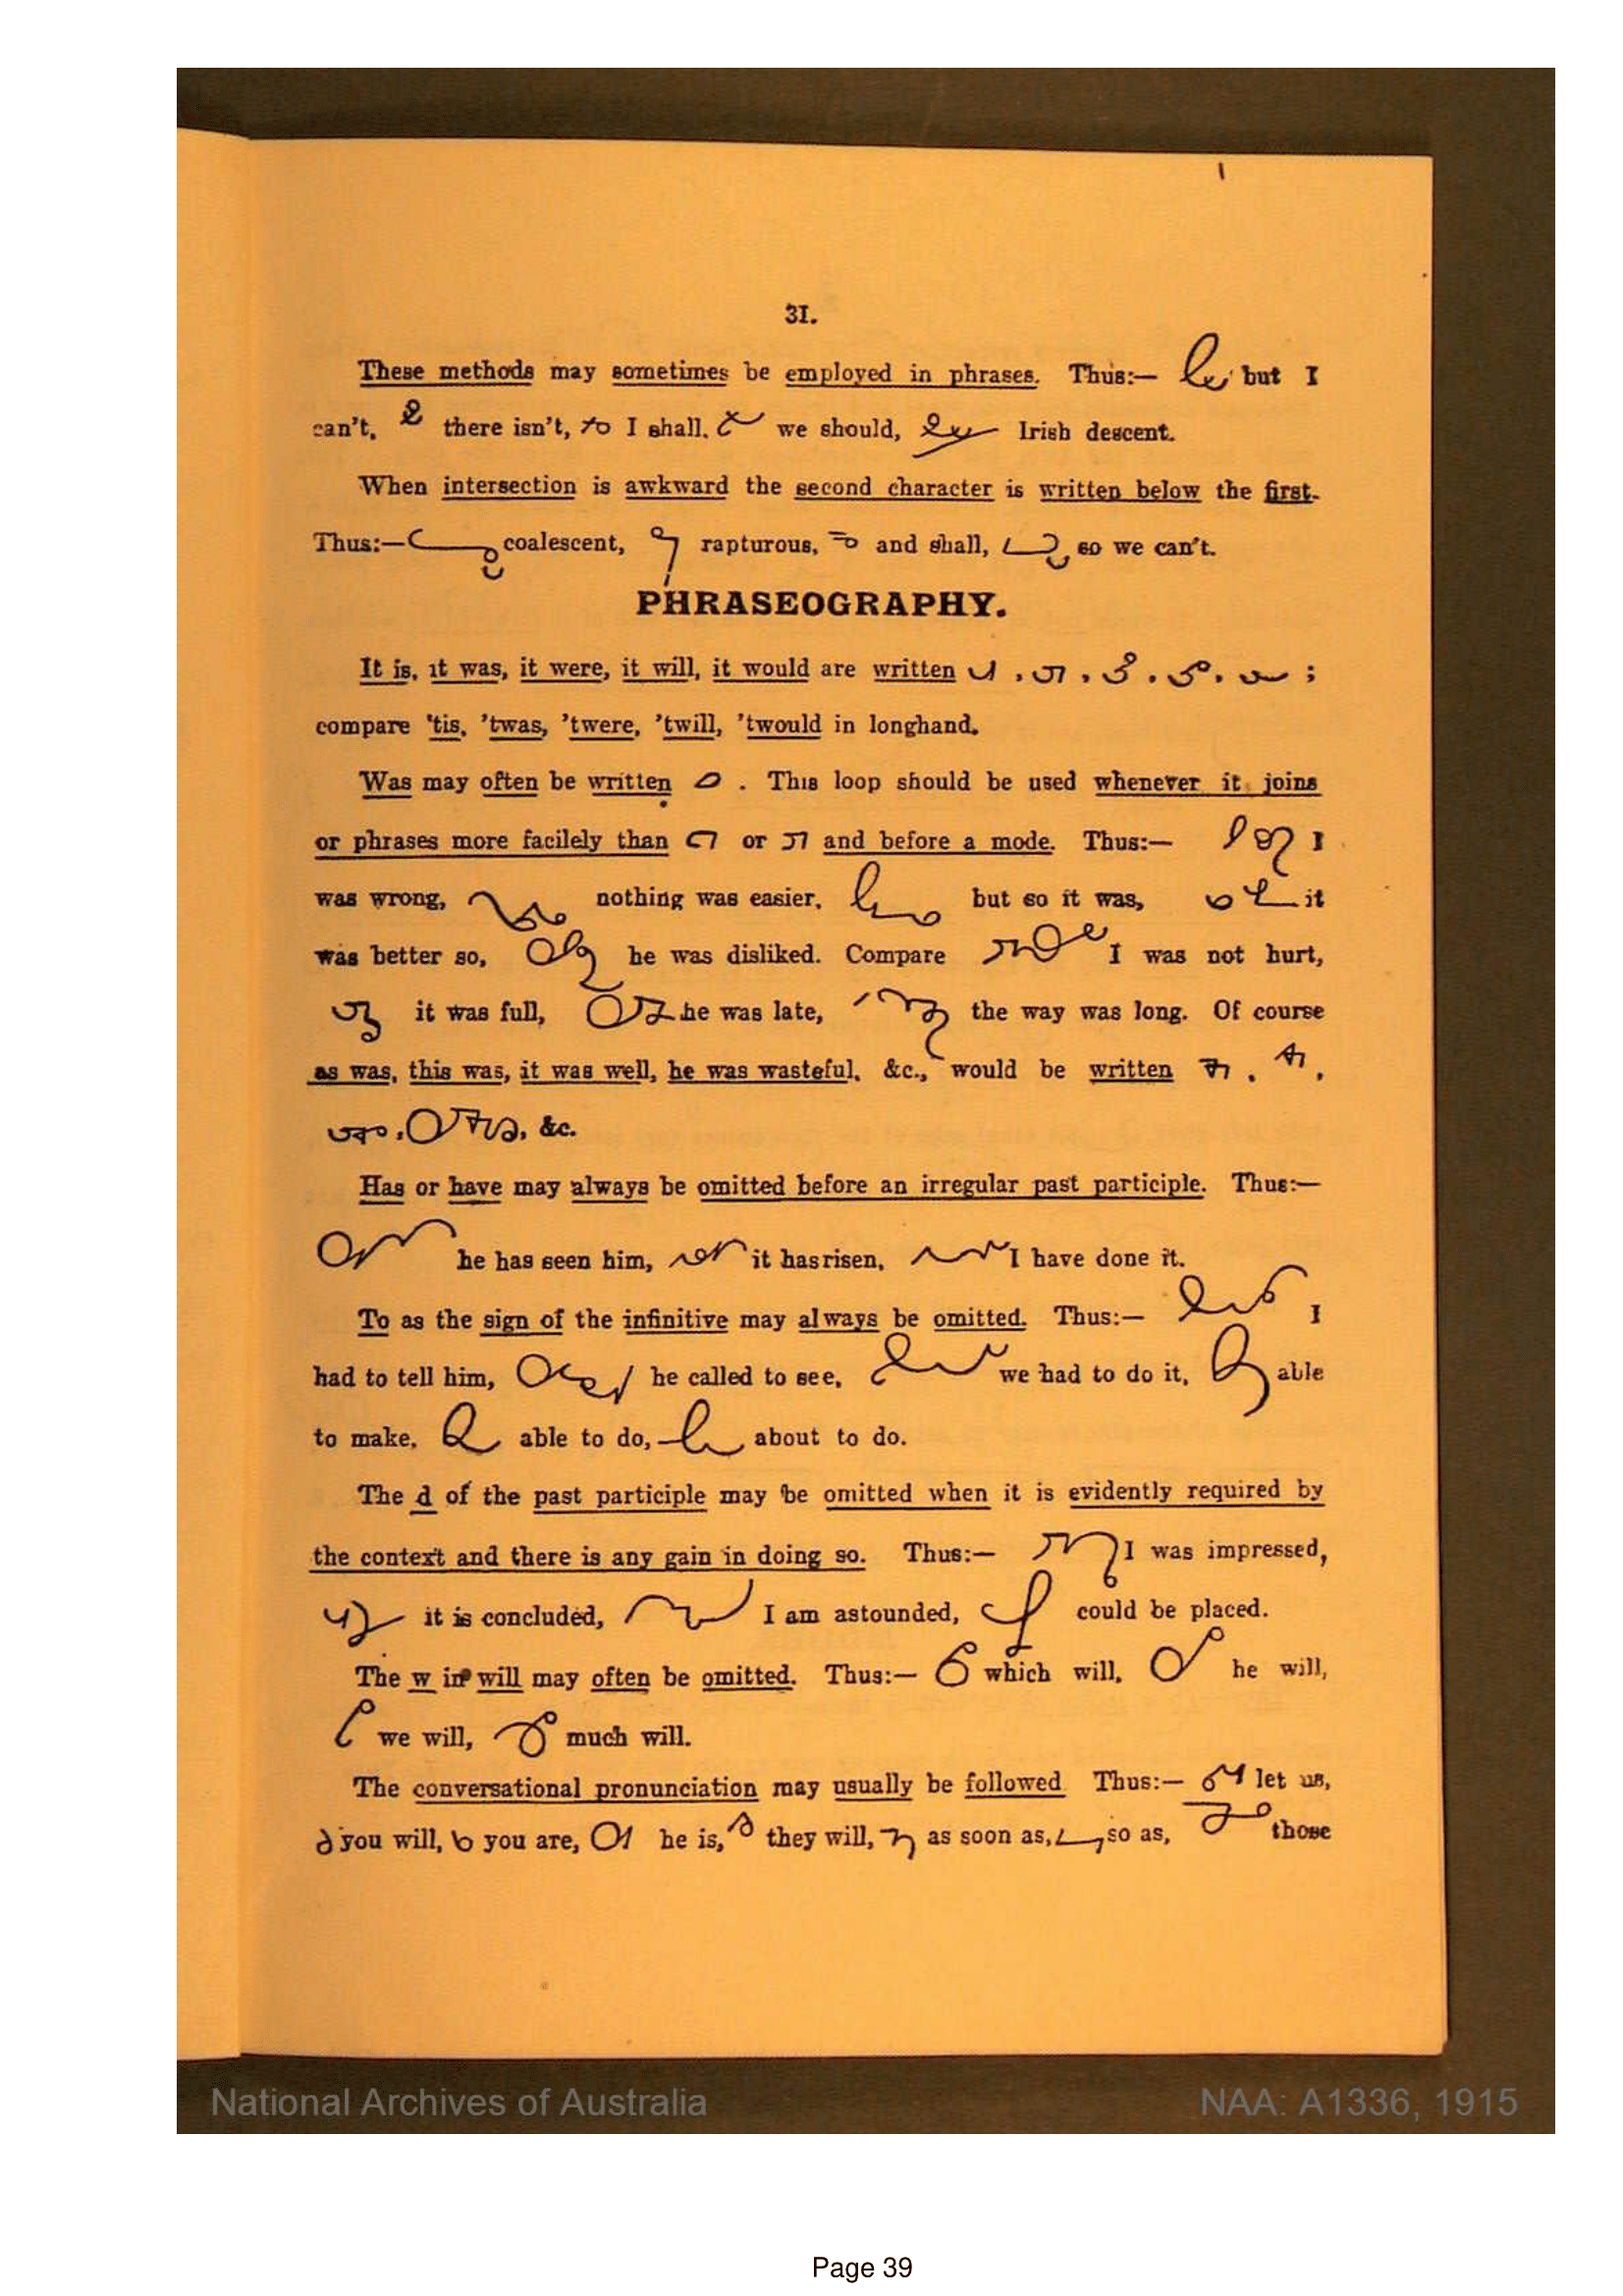 31.
These methods may sometimes be employed in phrases. Thus:— but I
can't, there isn't, I shall. we should, Irish descent.
When intersection is awkward the second character is written below the first.
Thus:— coalescent, rapturous, and shall, so we can't.
PHRASEOGRAPHY.
It is, it was, it were, it will, it would are written , , . , ;
compare 'tis, 'twas, 'twere, 'twill, 'twould in longhand.
Was may often be written . This loop should be used whenever it joins
or phrases more facilely than or and before a mode. Thus:— I
was wrong, nothing was easier, but so it was, it
was better so, he was disliked. Compare I was not hurt,
it was full, he was late, the way was long. Of course
as was, this was, it was well, he was wasteful, &c., would be written , ,
, , &c.
Has or have may always be omitted before an irregular past participle. Thus:—
he has seen him, it has risen, I have done it.
To as the sign of the infinitive may always be omitted. Thus:— I
had to tell him, he called to see, we had to do it, able
to make, able to do, about to do.
The d of the past participle may be omitted when it is evidently required by
the context and there is any gain in doing so. Thus:— I was impressed,
it is concluded, I am astounded, could be placed.
The w in will may often be omitted. Thus:— which will, he will,
we will, much will.
The conversational pronunciation may usually be followed Thus:— let us,
you will, you are, he is, they will, as soon as, so as, those
National Archives of Australia NAA: A1336, 1915
Page 39